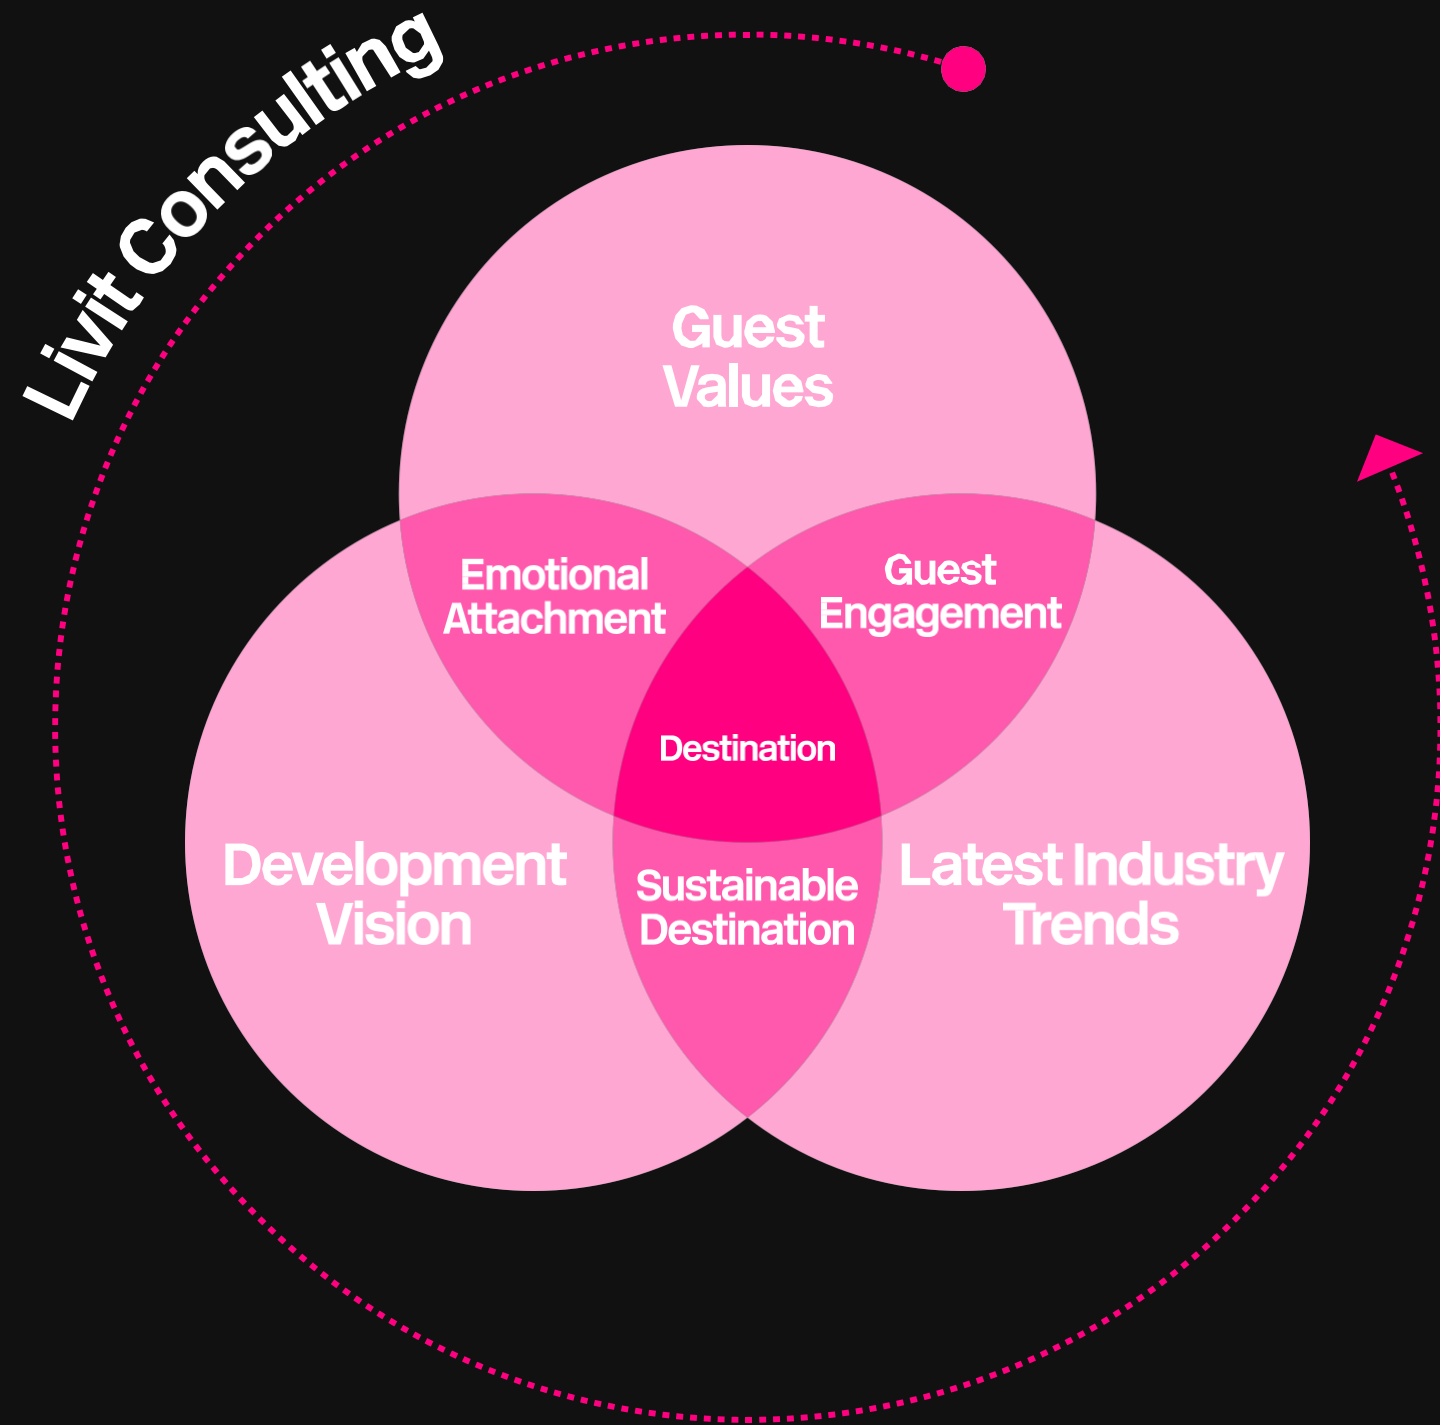 Livit Consulting
Guest
Values
Emotional
Attachment
Guest
Engagement
Destination
Development
Vision
Sustainable
Destination
Latest Industry
Trends